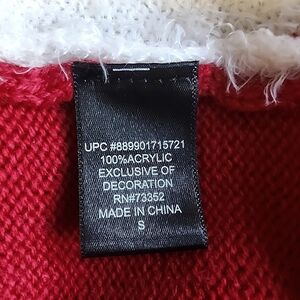 UPC #889901715721
100%ACRYLIC
EXCLUSIVE OF
DECORATION
RN#73352
MADE IN CHINA
S